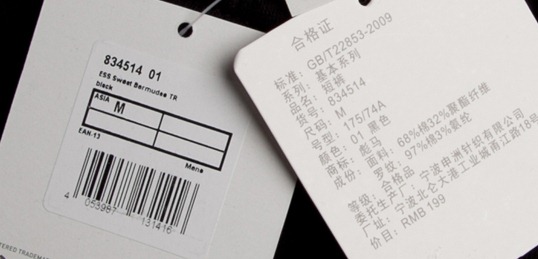 834514 01
ESS Sweat Bermudas TR
black
ASIA M
EAN-13
Mens
4 053987 131416
合格证
标准: GB/T22853-2009
系列: 基本系列
品名: 短裤
货号: 834514
尺码: M
号型: 175/74A
颜色: 01 黑色
商标: 彪马
成份: 面料: 68%棉32%聚酯纤维
罗纹: 97%棉3%氨纶
等级: 合格品
委托生产厂: 宁波申洲针织有限公司
厂址: 宁波北仑大港工业城甬江路18号
价目: RMB 199